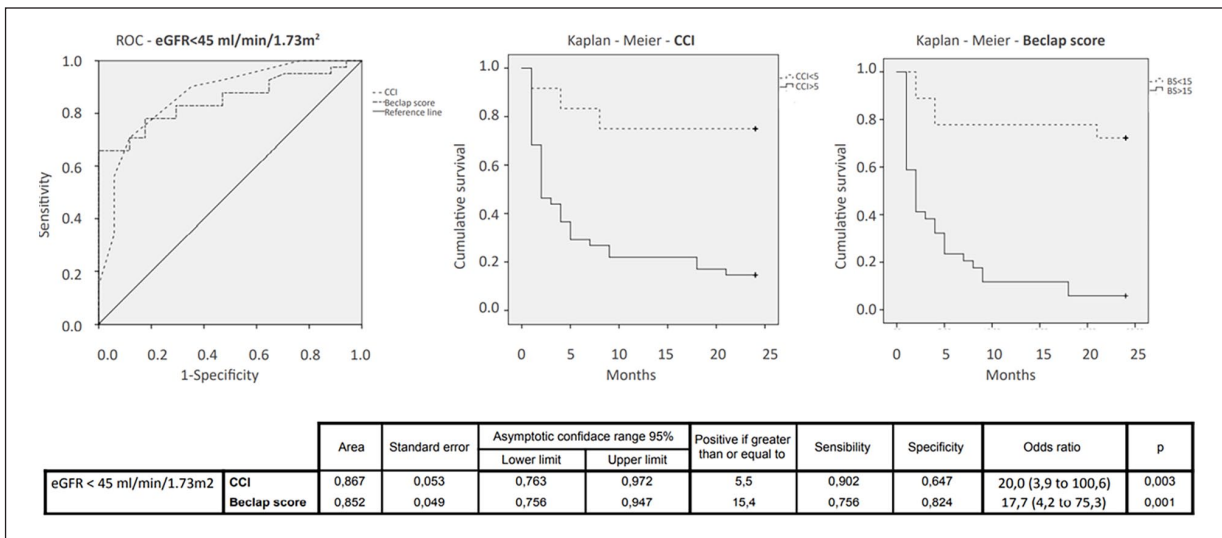 ROC - eGFR<45 ml/min/1.73m²
1.0
0.8
0.6
0.4
0.2
0.0
Sensitivity
0.0 0.2 0.4 0.6 0.8 1.0
1-Specificity
CCI
Beclap score
Reference line
Kaplan - Meier - CCI
1.0
0.8
0.6
0.4
0.2
0.0
Cumulative survival
0 5 10 15 20 25
Months
CCI<5
CCI>5
Kaplan - Meier - Beclap score
1.0
0.8
0.6
0.4
0.2
0.0
Cumulative survival
0 5 10 15 20 25
Months
BS<15
BS>15
Area Standard error Asymptotic confidace range 95% Positive if greater than or equal to Sensibility Specificity Odds ratio p
Lower limit Upper limit
eGFR < 45 ml/min/1.73m2 CCI 0,867 0,053 0,763 0,972 5,5 0,902 0,647 20,0 (3,9 to 100,6) 0,003
Beclap score 0,852 0,049 0,756 0,947 15,4 0,756 0,824 17,7 (4,2 to 75,3) 0,001